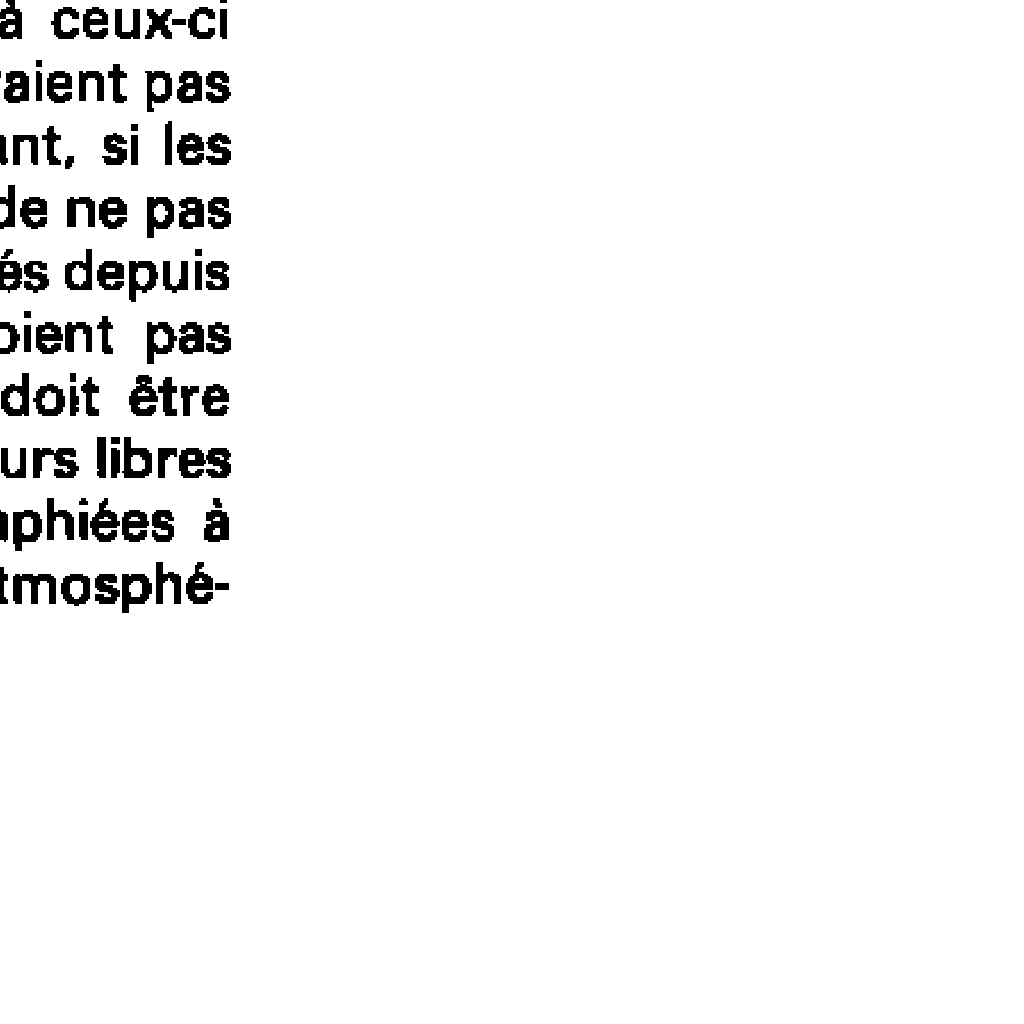 à ceux-ci
raient pas
ant, si les
de ne pas
és depuis
oient pas
doit être
urs libres
aphiées à
tmosphé-